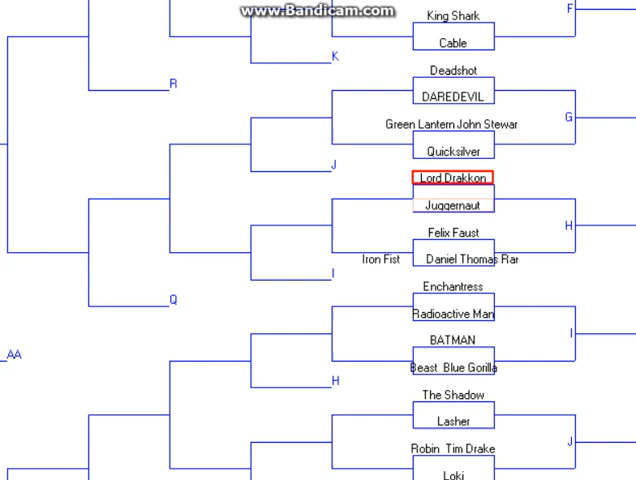 www.Bandicam.com
King Shark
F
Cable
K
Deadshot
R
DAREDEVIL
G
Green Lantern John Stewar
Quicksilver
J
Lord Drakkon
Juggernaut
H
Felix Faust
Iron Fist Daniel Thomas Rar
I
Enchantress
Q
Radioactive Man
I
BATMAN
AA
Beast Blue Gorilla
H
The Shadow
Lasher
J
Robin Tim Drake
Loki